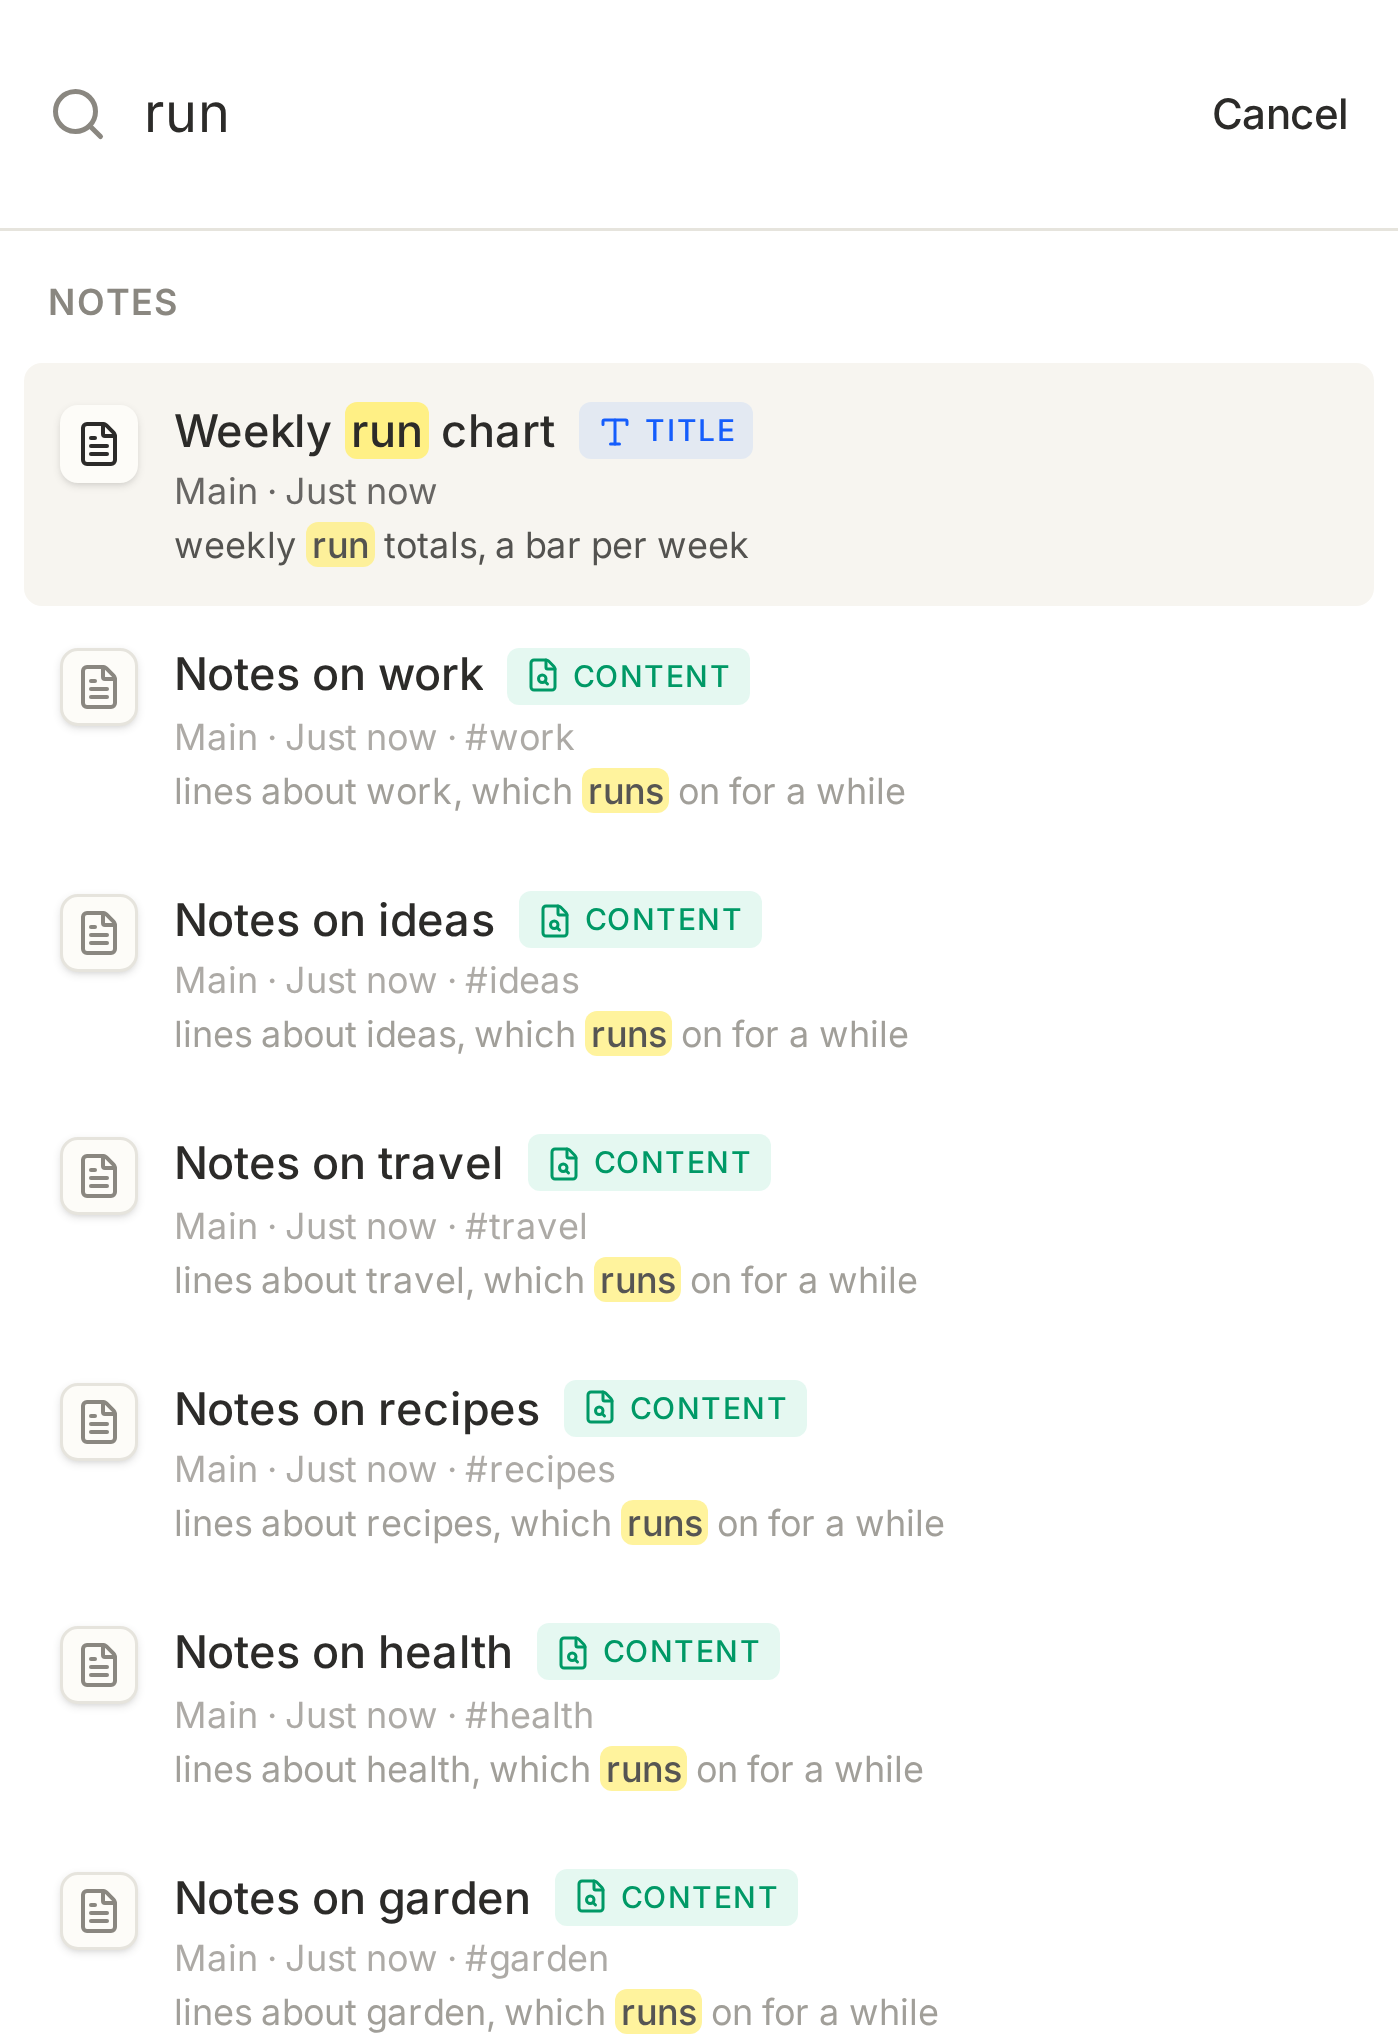 run
Cancel
NOTES
Weekly run chart
TITLE
Main · Just now
weekly run totals, a bar per week
Notes on work
CONTENT
Main · Just now · #work
lines about work, which runs on for a while
Notes on ideas
CONTENT
Main · Just now · #ideas
lines about ideas, which runs on for a while
Notes on travel
CONTENT
Main · Just now · #travel
lines about travel, which runs on for a while
Notes on recipes
CONTENT
Main · Just now · #recipes
lines about recipes, which runs on for a while
Notes on health
CONTENT
Main · Just now · #health
lines about health, which runs on for a while
Notes on garden
CONTENT
Main · Just now · #garden
lines about garden, which runs on for a while